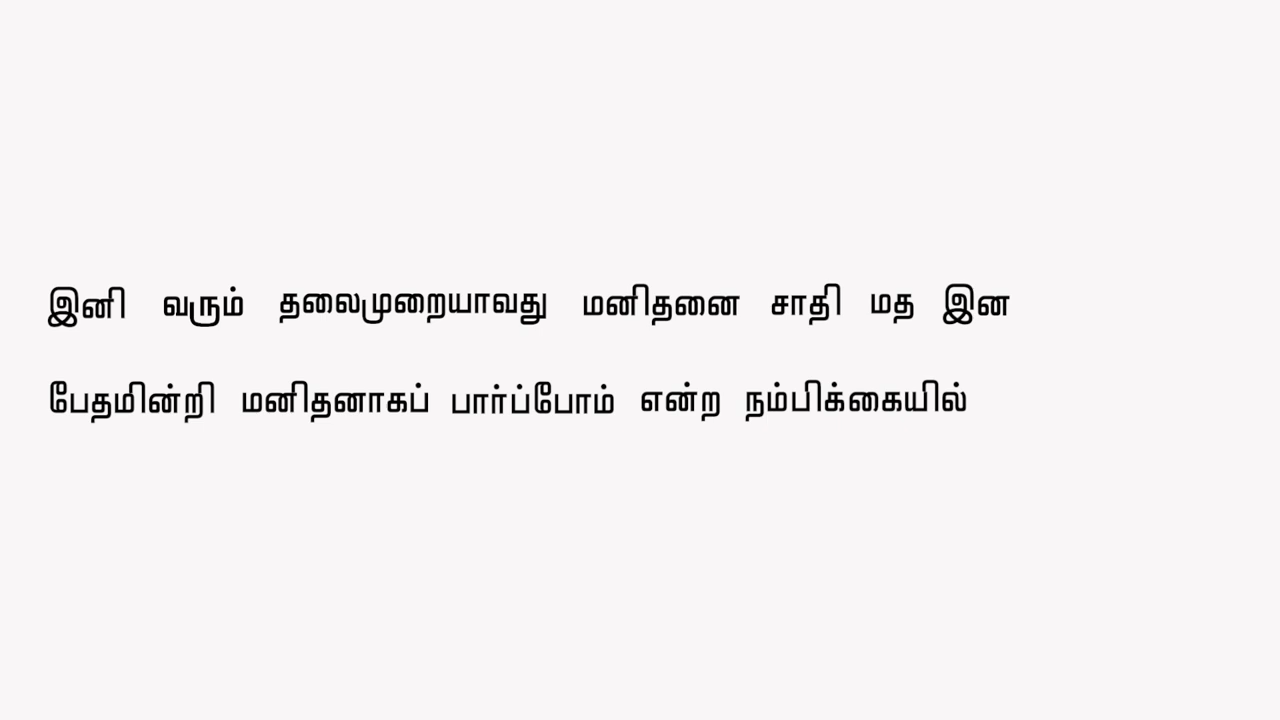 இனி வரும் தலைமுறையாவது மனிதனை சாதி மத இன
பேதமின்றி மனிதனாகப் பார்ப்போம் என்ற நம்பிக்கையில்